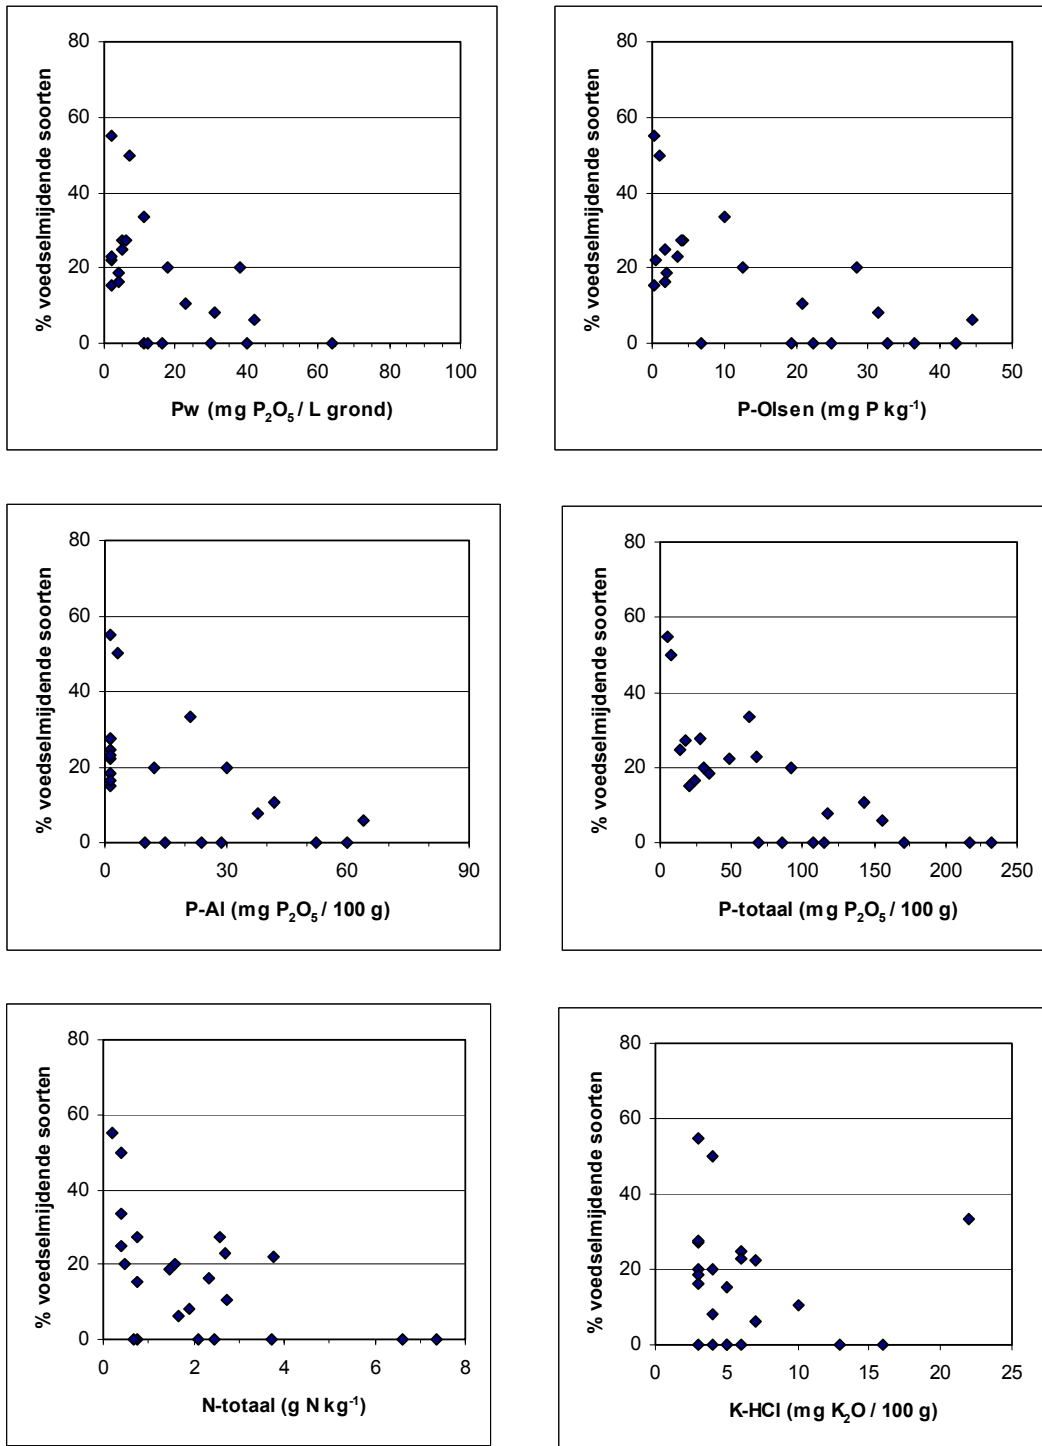 80
60
40
20
0
% voedselmijdende soorten
0 20 40 60 80 100
Pw (mg P₂O₅ / L grond)
80
60
40
20
0
% voedselmijdende soorten
0 10 20 30 40 50
P-Olsen (mg P kg⁻¹)
80
60
40
20
0
% voedselmijdende soorten
0 30 60 90
P-Al (mg P₂O₅ / 100 g)
80
60
40
20
0
% voedselmijdende soorten
0 50 100 150 200 250
P-totaal (mg P₂O₅ / 100 g)
80
60
40
20
0
% voedselmijdende soorten
0 2 4 6 8
N-totaal (g N kg⁻¹)
80
60
40
20
0
% voedselmijdende soorten
0 5 10 15 20 25
K-HCl (mg K₂O / 100 g)